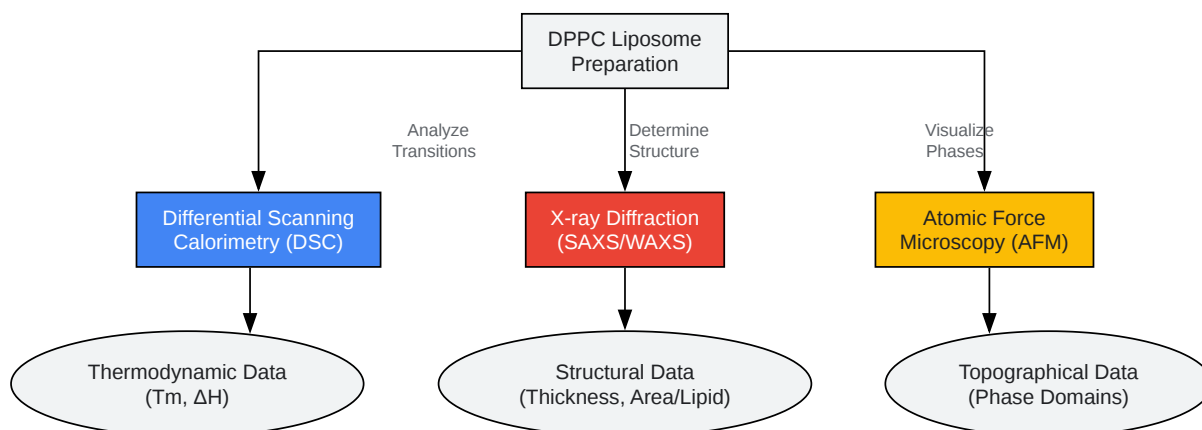 DPPC Liposome
Preparation
Analyze
Transitions
Determine
Structure
Visualize
Phases
Differential Scanning
Calorimetry (DSC)
X-ray Diffraction
(SAXS/WAXS)
Atomic Force
Microscopy (AFM)
Thermodynamic Data
(Tm, ΔH)
Structural Data
(Thickness, Area/Lipid)
Topographical Data
(Phase Domains)